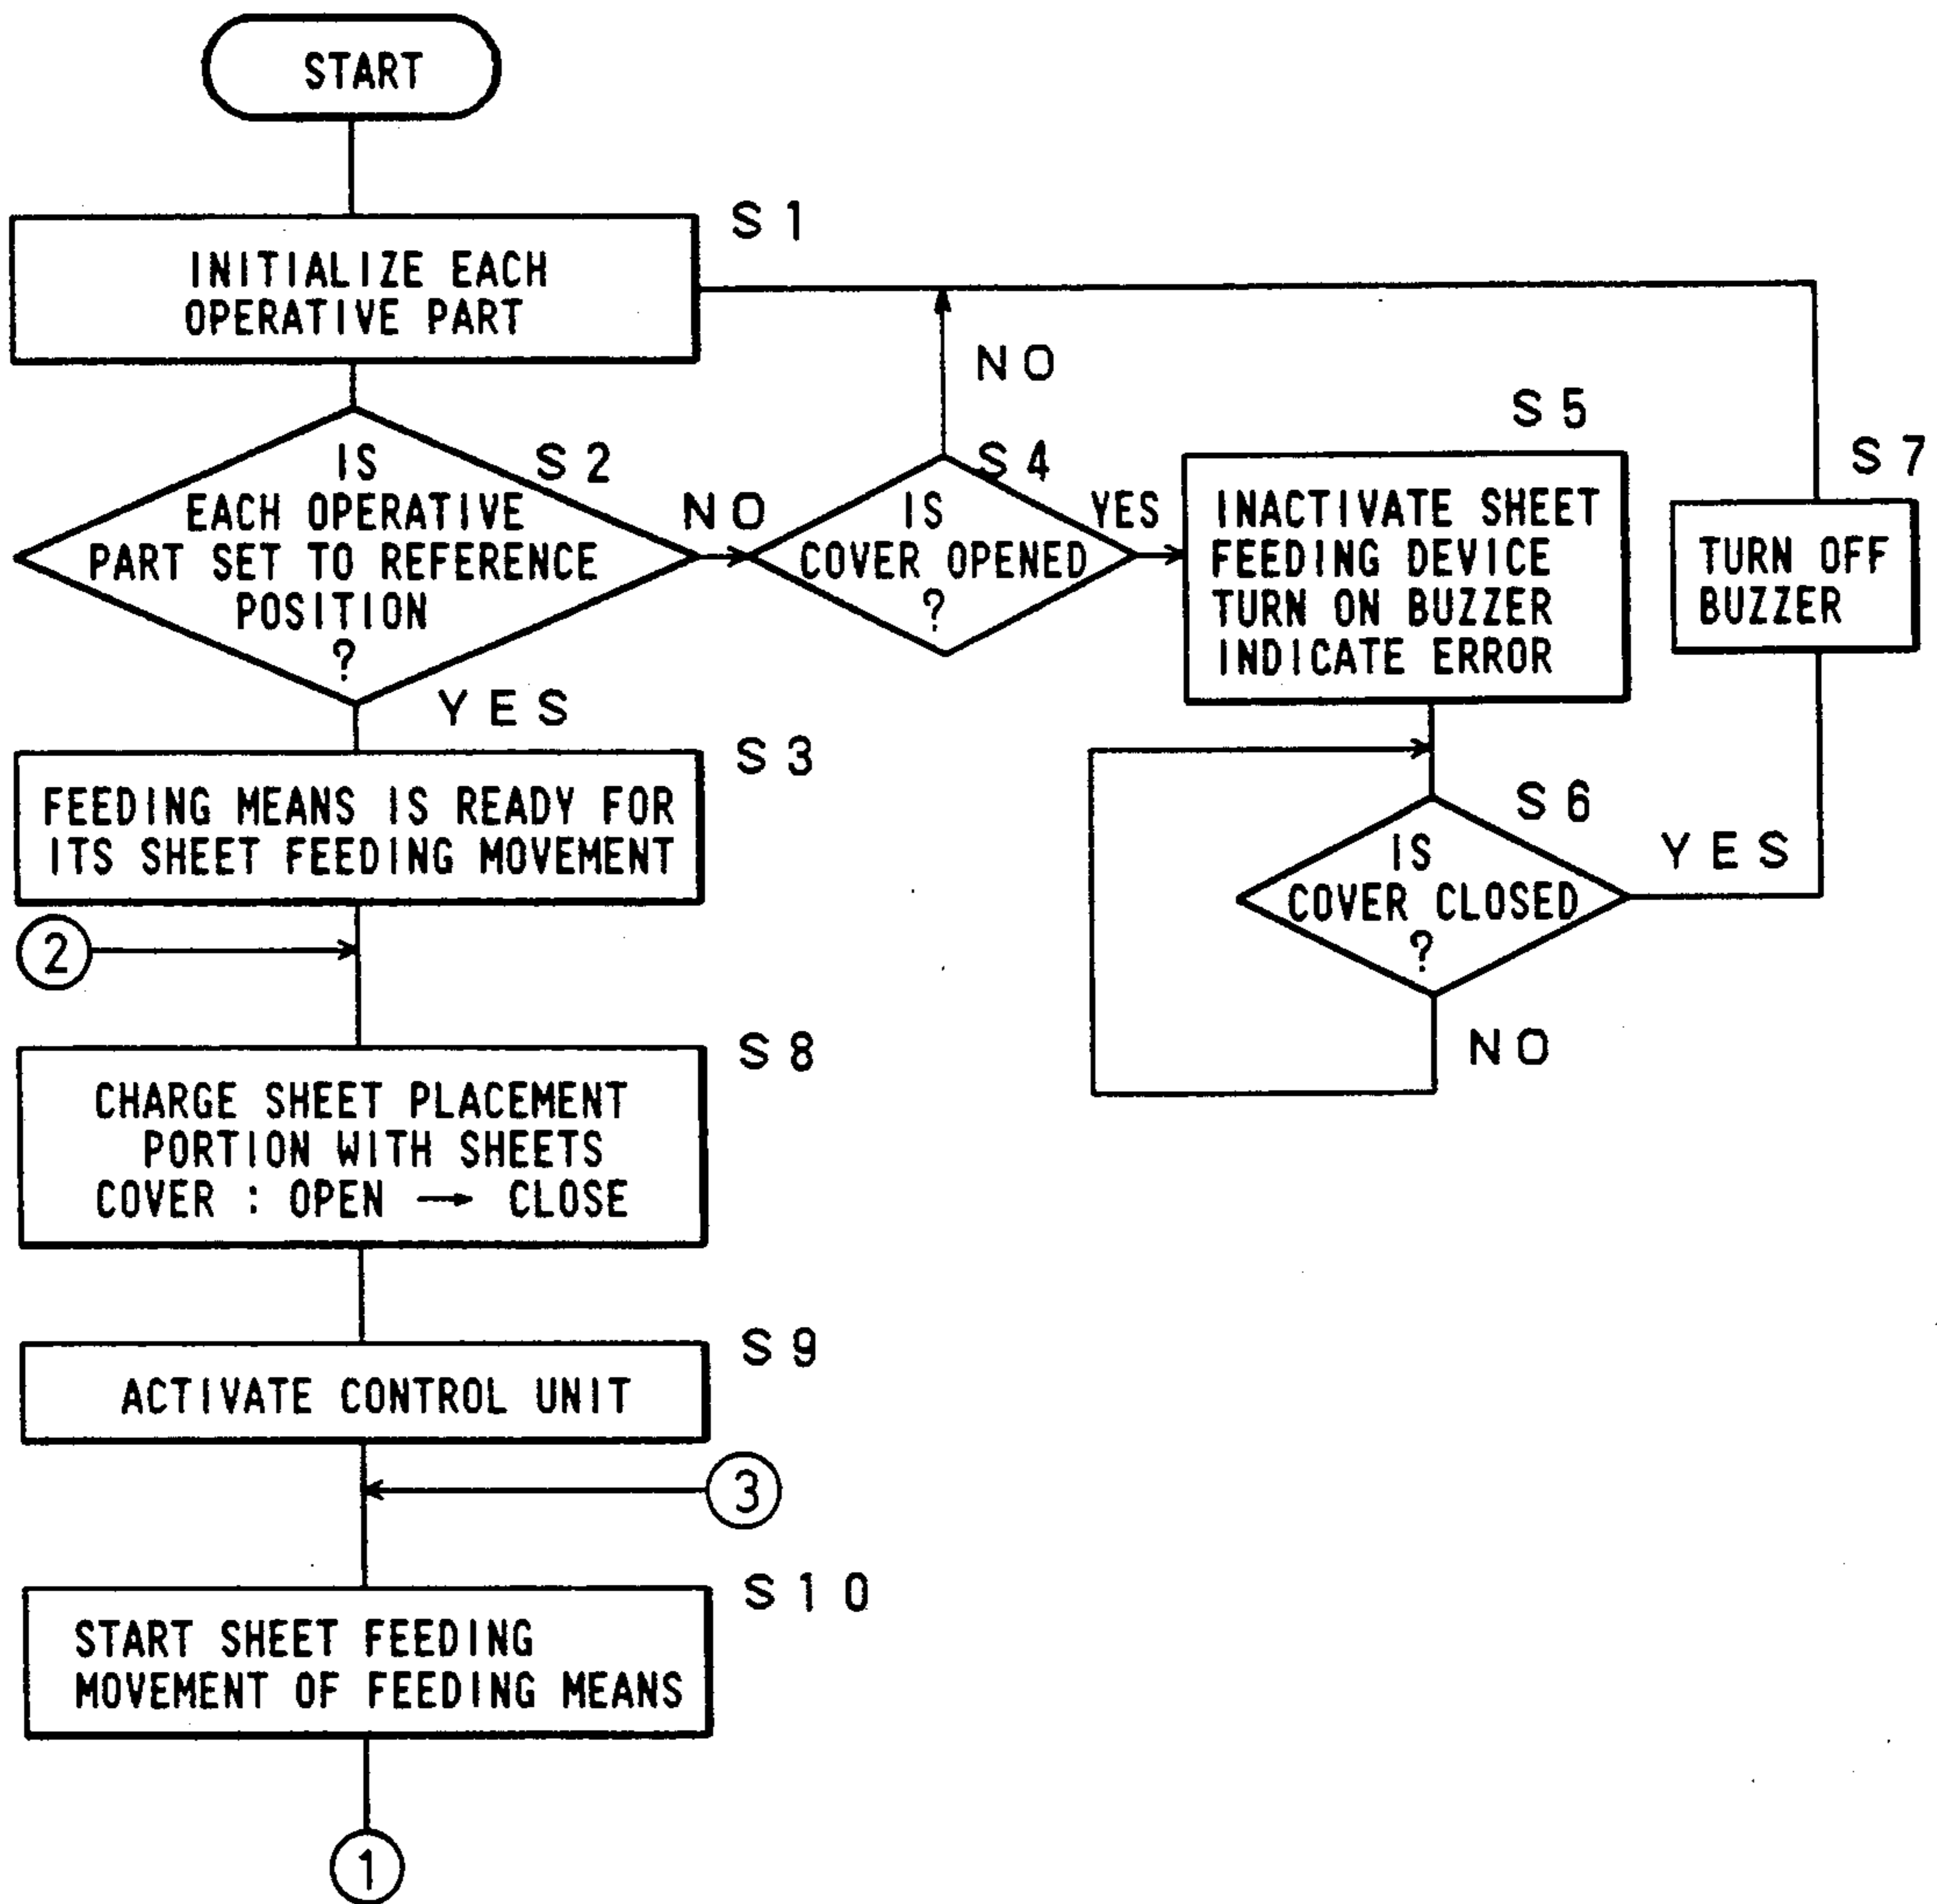 START
S1
INITIALIZE EACH
OPERATIVE PART
S2
IS
EACH OPERATIVE
PART SET TO REFERENCE
POSITION
?
NO
YES
S4
IS
COVER OPENED
?
NO
YES
S5
INACTIVATE SHEET
FEEDING DEVICE
TURN ON BUZZER
INDICATE ERROR
S7
TURN OFF
BUZZER
S6
IS
COVER CLOSED
?
YES
NO
S3
FEEDING MEANS IS READY FOR
ITS SHEET FEEDING MOVEMENT
2
S8
CHARGE SHEET PLACEMENT
PORTION WITH SHEETS
COVER : OPEN → CLOSE
S9
ACTIVATE CONTROL UNIT
3
S10
START SHEET FEEDING
MOVEMENT OF FEEDING MEANS
1